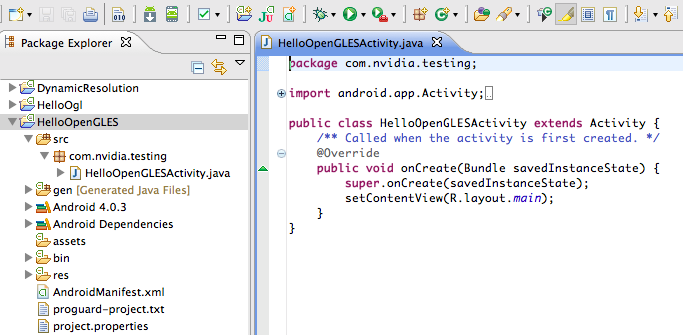 Package Explorer
DynamicResolution
HelloOgl
HelloOpenGLES
src
com.nvidia.testing
HelloOpenGLESActivity.java
gen [Generated Java Files]
Android 4.0.3
Android Dependencies
assets
bin
res
AndroidManifest.xml
proguard-project.txt
project.properties
HelloOpenGLESActivity.java
package com.nvidia.testing;
import android.app.Activity;
public class HelloOpenGLESActivity extends Activity {
/** Called when the activity is first created. */
@Override
public void onCreate(Bundle savedInstanceState) {
super.onCreate(savedInstanceState);
setContentView(R.layout.main);
}
}